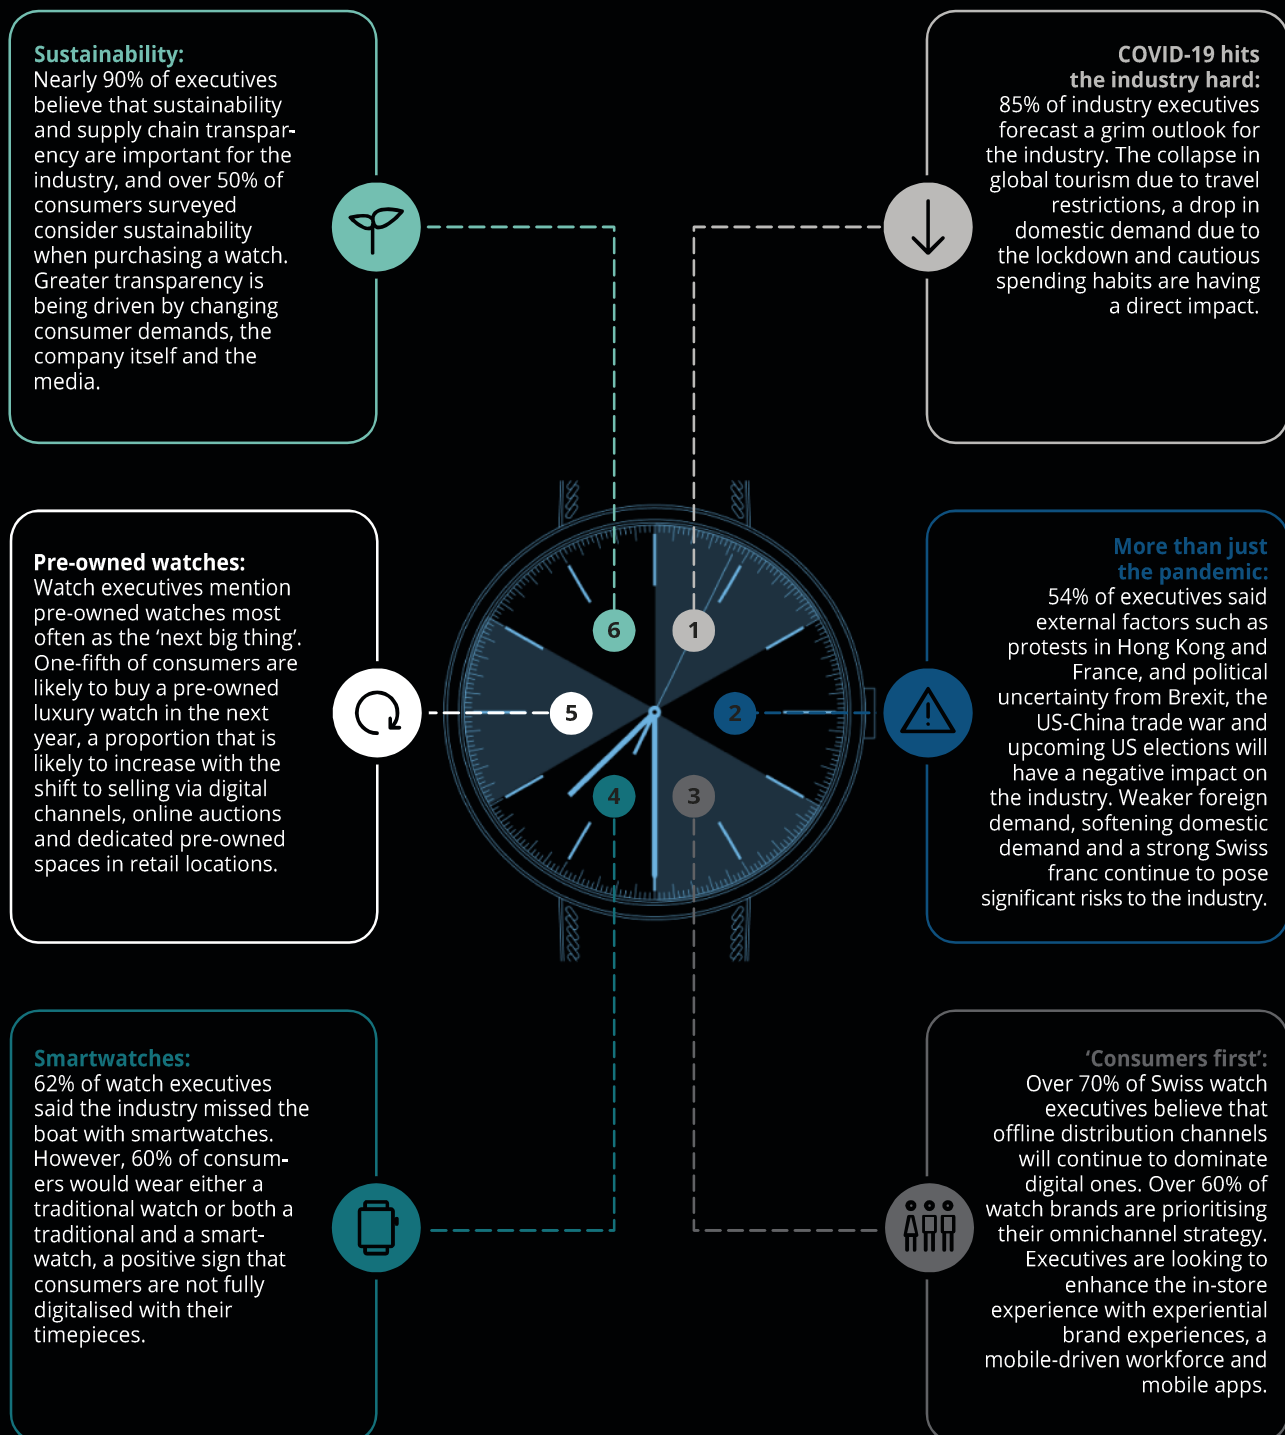 Sustainability:
Nearly 90% of executives
believe that sustainability
and supply chain transpar-
ency are important for the
industry, and over 50% of
consumers surveyed
consider sustainability
when purchasing a watch.
Greater transparency is
being driven by changing
consumer demands, the
company itself and the
media.
COVID-19 hits
the industry hard:
85% of industry executives
forecast a grim outlook for
the industry. The collapse in
global tourism due to travel
restrictions, a drop in
domestic demand due to
the lockdown and cautious
spending habits are having
a direct impact.
Pre-owned watches:
Watch executives mention
pre-owned watches most
often as the ‘next big thing’.
One-fifth of consumers are
likely to buy a pre-owned
luxury watch in the next
year, a proportion that is
likely to increase with the
shift to selling via digital
channels, online auctions
and dedicated pre-owned
spaces in retail locations.
6
1
5
2
4
3
More than just
the pandemic:
54% of executives said
external factors such as
protests in Hong Kong and
France, and political
uncertainty from Brexit, the
US-China trade war and
upcoming US elections will
have a negative impact on
the industry. Weaker foreign
demand, softening domestic
demand and a strong Swiss
franc continue to pose
significant risks to the industry.
Smartwatches:
62% of watch executives
said the industry missed the
boat with smartwatches.
However, 60% of consum-
ers would wear either a
traditional watch or both a
traditional and a smart-
watch, a positive sign that
consumers are not fully
digitalised with their
timepieces.
‘Consumers first’:
Over 70% of Swiss watch
executives believe that
offline distribution channels
will continue to dominate
digital ones. Over 60% of
watch brands are prioritising
their omnichannel strategy.
Executives are looking to
enhance the in-store
experience with experiential
brand experiences, a
mobile-driven workforce and
mobile apps.